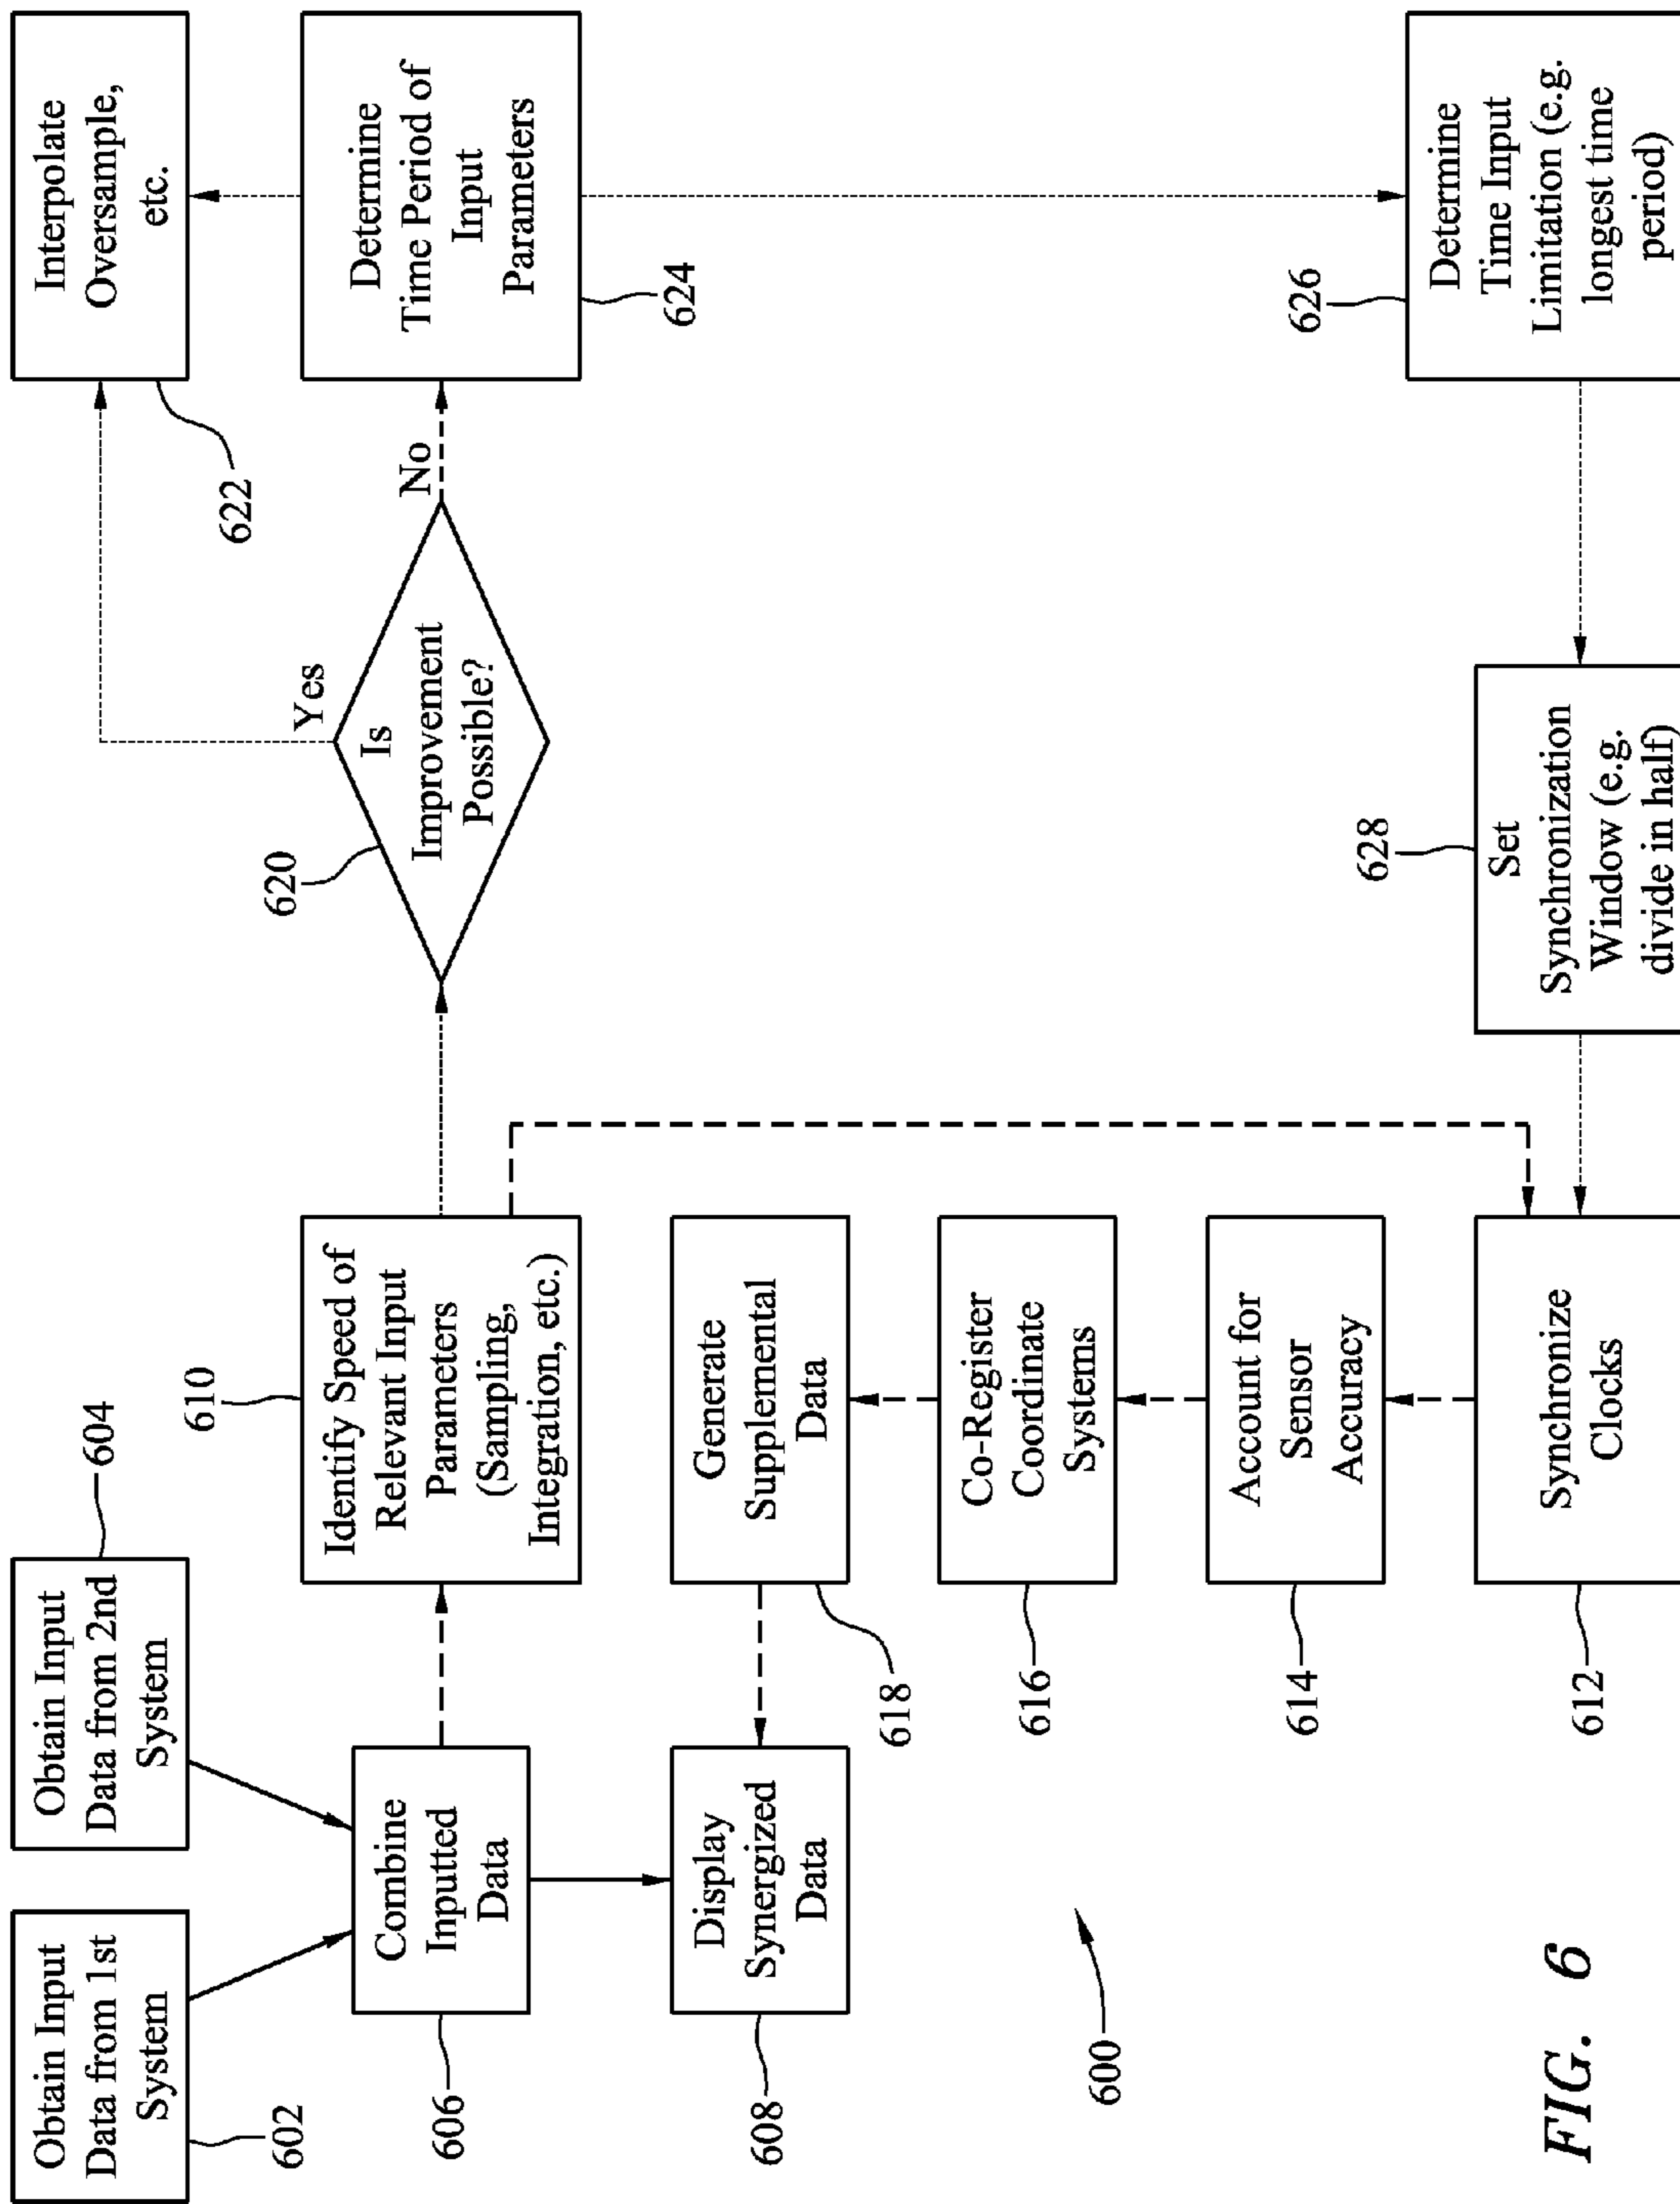 Obtain Input
Data from 1st
System
602
Obtain Input
Data from 2nd
System
604
Combine
Inputted
Data
606
Display
Synergized
Data
608
Identify Speed of
Relevant Input
Parameters
(Sampling,
Integration, etc.)
610
Generate
Supplemental
Data
618
Co-Register
Coordinate
Systems
616
Account for
Sensor
Accuracy
614
Synchronize
Clocks
612
Is
Improvement
Possible?
620
Yes
No
Interpolate
Oversample,
etc.
622
Determine
Time Period of
Input
Parameters
624
Determine
Time Input
Limitation (e.g.
longest time
period)
626
Set
Synchronization
Window (e.g.
divide in half)
628
600
FIG. 6